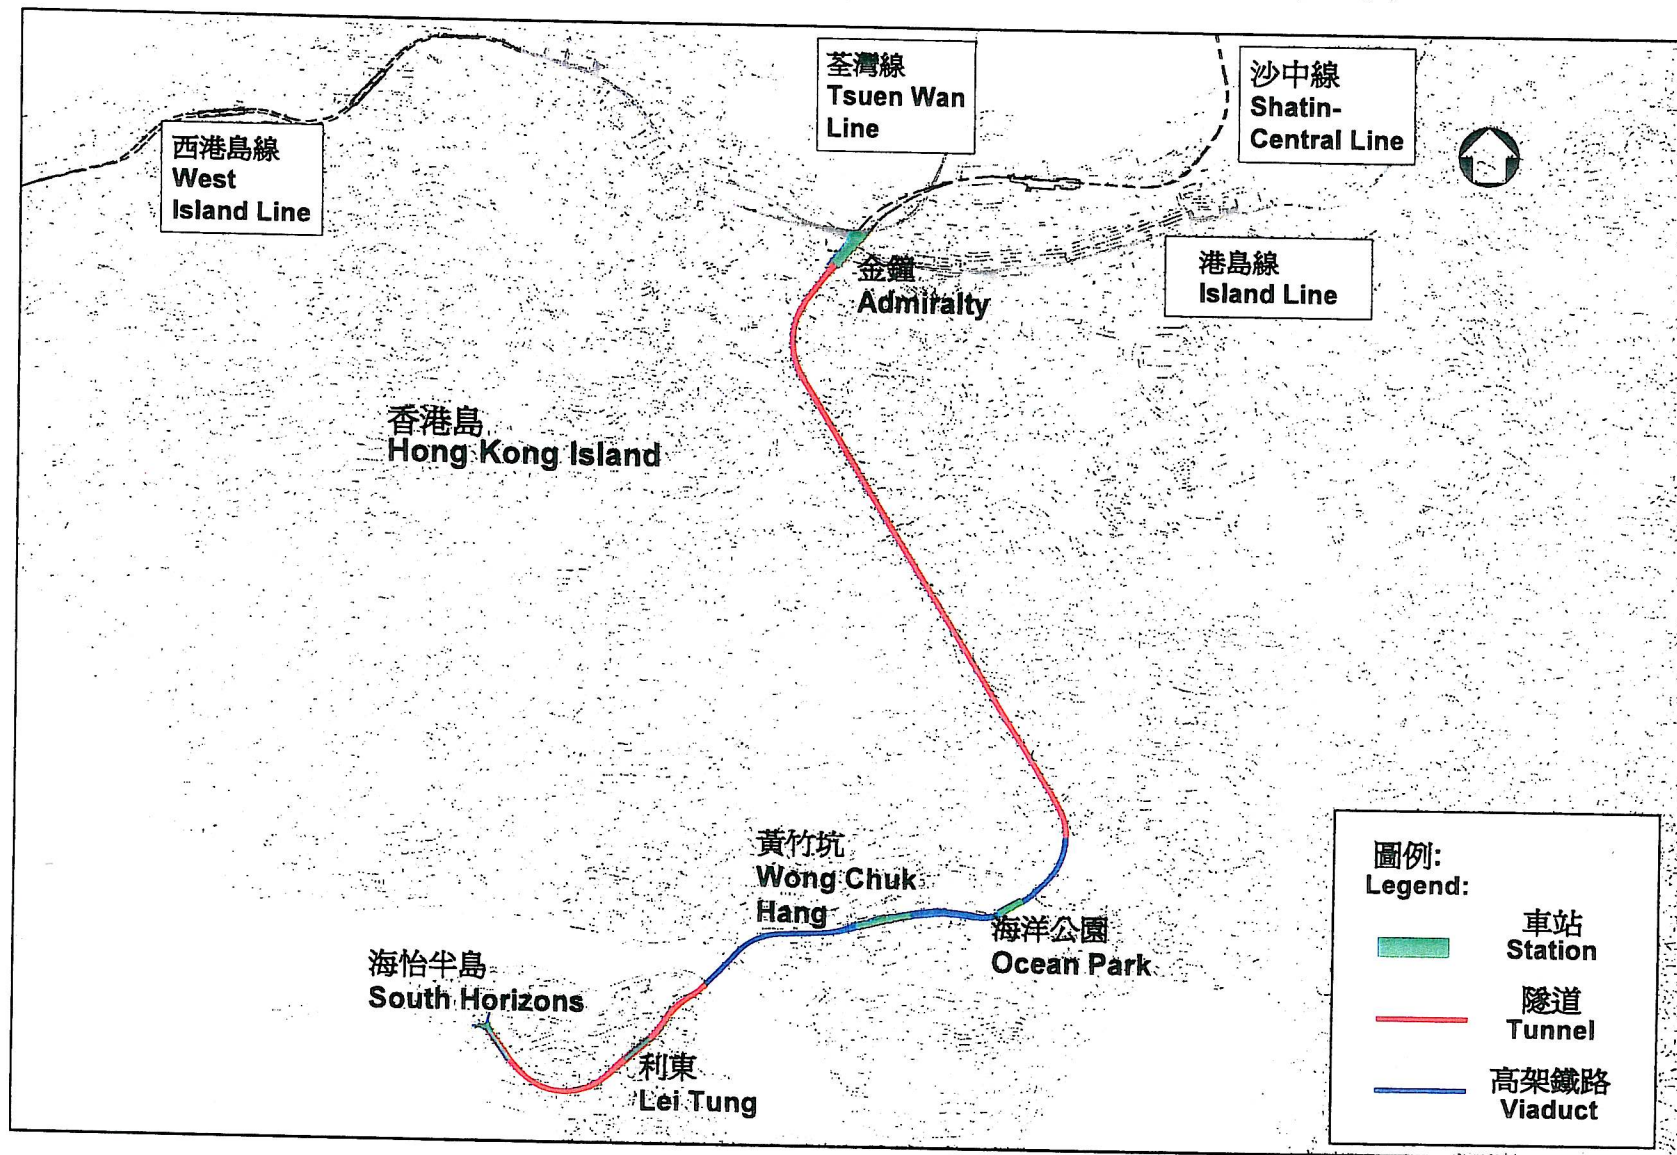 荃灣線
Tsuen Wan
Line
沙中線
Shatin-
Central Line
西港島線
West
Island Line
港島線
Island Line
金鐘
Admiralty
香港島
Hong Kong Island
黃竹坑
Wong Chuk
Hang
海洋公園
Ocean Park
海怡半島
South Horizons
利東
Lei Tung
圖例:
Legend:
車站
Station
隧道
Tunnel
高架鐵路
Viaduct